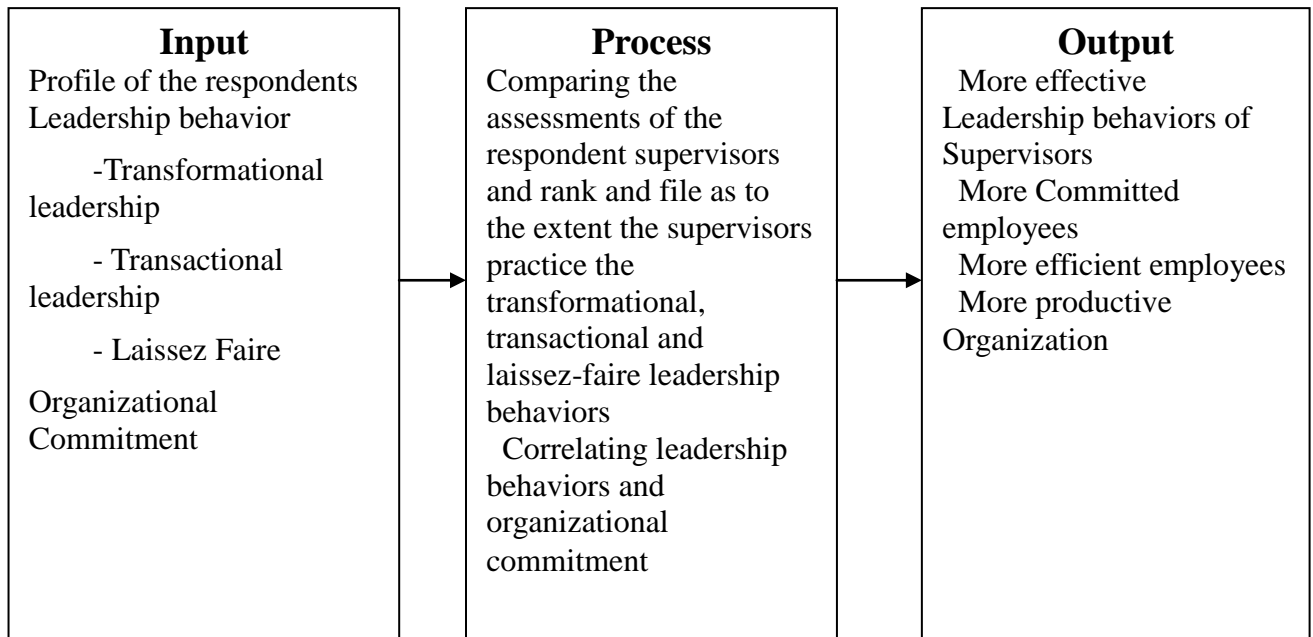 Input
Profile of the respondents
Leadership behavior
-Transformational
leadership
- Transactional
leadership
- Laissez Faire
Organizational
Commitment
Process
Comparing the
assessments of the
respondent supervisors
and rank and file as to
the extent the supervisors
practice the
transformational,
transactional and
laissez-faire leadership
behaviors
Correlating leadership
behaviors and
organizational
commitment
Output
More effective
Leadership behaviors of
Supervisors
More Committed
employees
More efficient employees
More productive
Organization